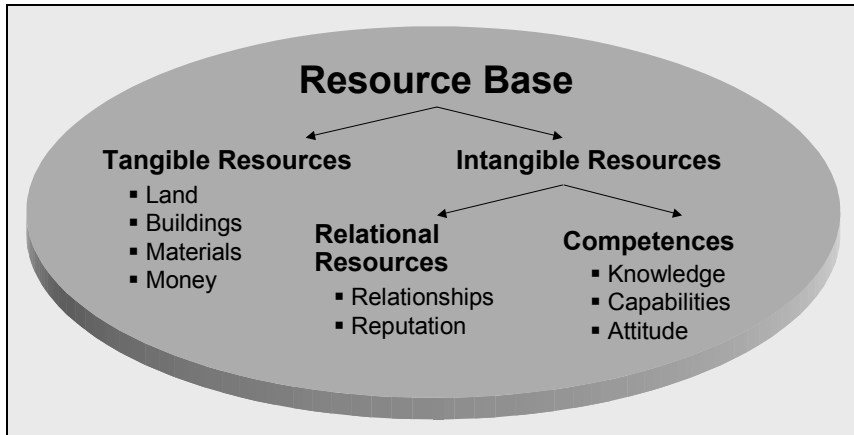 Resource Base
Tangible Resources
▪ Land
▪ Buildings
▪ Materials
▪ Money
Intangible Resources
Relational
Resources
▪ Relationships
▪ Reputation
Competences
▪ Knowledge
▪ Capabilities
▪ Attitude